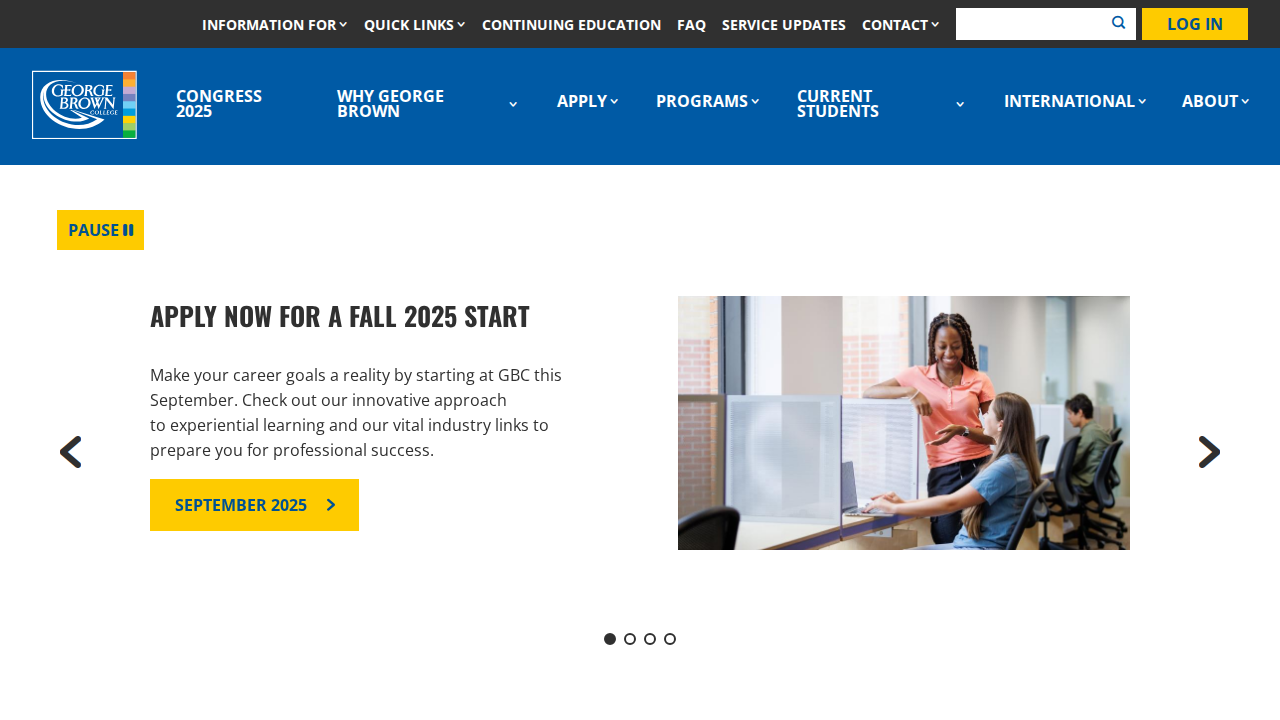 INFORMATION FOR QUICK LINKS CONTINUING EDUCATION FAQ SERVICE UPDATES CONTACT LOG IN
GEORGE
BROWN
COLLEGE
CONGRESS
2025
WHY GEORGE
BROWN
APPLY
PROGRAMS
CURRENT
STUDENTS
INTERNATIONAL
ABOUT
PAUSE
APPLY NOW FOR A FALL 2025 START
Make your career goals a reality by starting at GBC this
September. Check out our innovative approach
to experiential learning and our vital industry links to
prepare you for professional success.
SEPTEMBER 2025